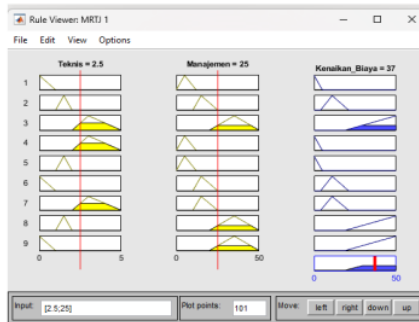 Rule Viewer: MRTJ 1
File Edit View Options
Teknis = 2.5 Manajemen = 25 Kenaikan_Biaya = 37
1
2
3
4
5
6
7
8
9
0 5 0 50
0 50
Input: [2.5;25] Plot points: 101 Move: left right down up